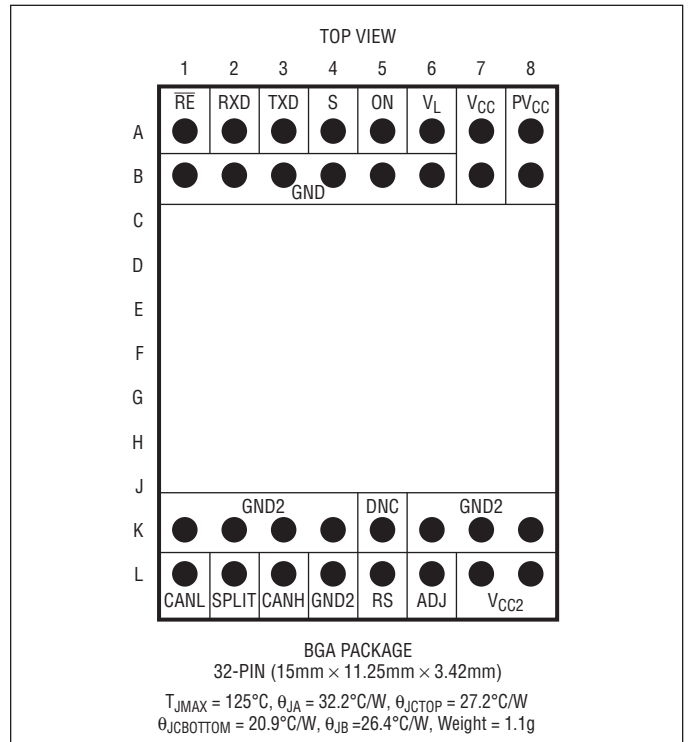 TOP VIEW
1 2 3 4 5 6 7 8
R̅E̅ RXD TXD S ON VL VCC PVCC
A
B
GND
C
D
E
F
G
H
J
GND2 DNC GND2
K
L
CANL SPLIT CANH GND2 RS ADJ VCC2
BGA PACKAGE
32-PIN (15mm × 11.25mm × 3.42mm)
TJMAX = 125°C, θJA = 32.2°C/W, θJCTOP = 27.2°C/W
θJCBOTTOM = 20.9°C/W, θJB =26.4°C/W, Weight = 1.1g